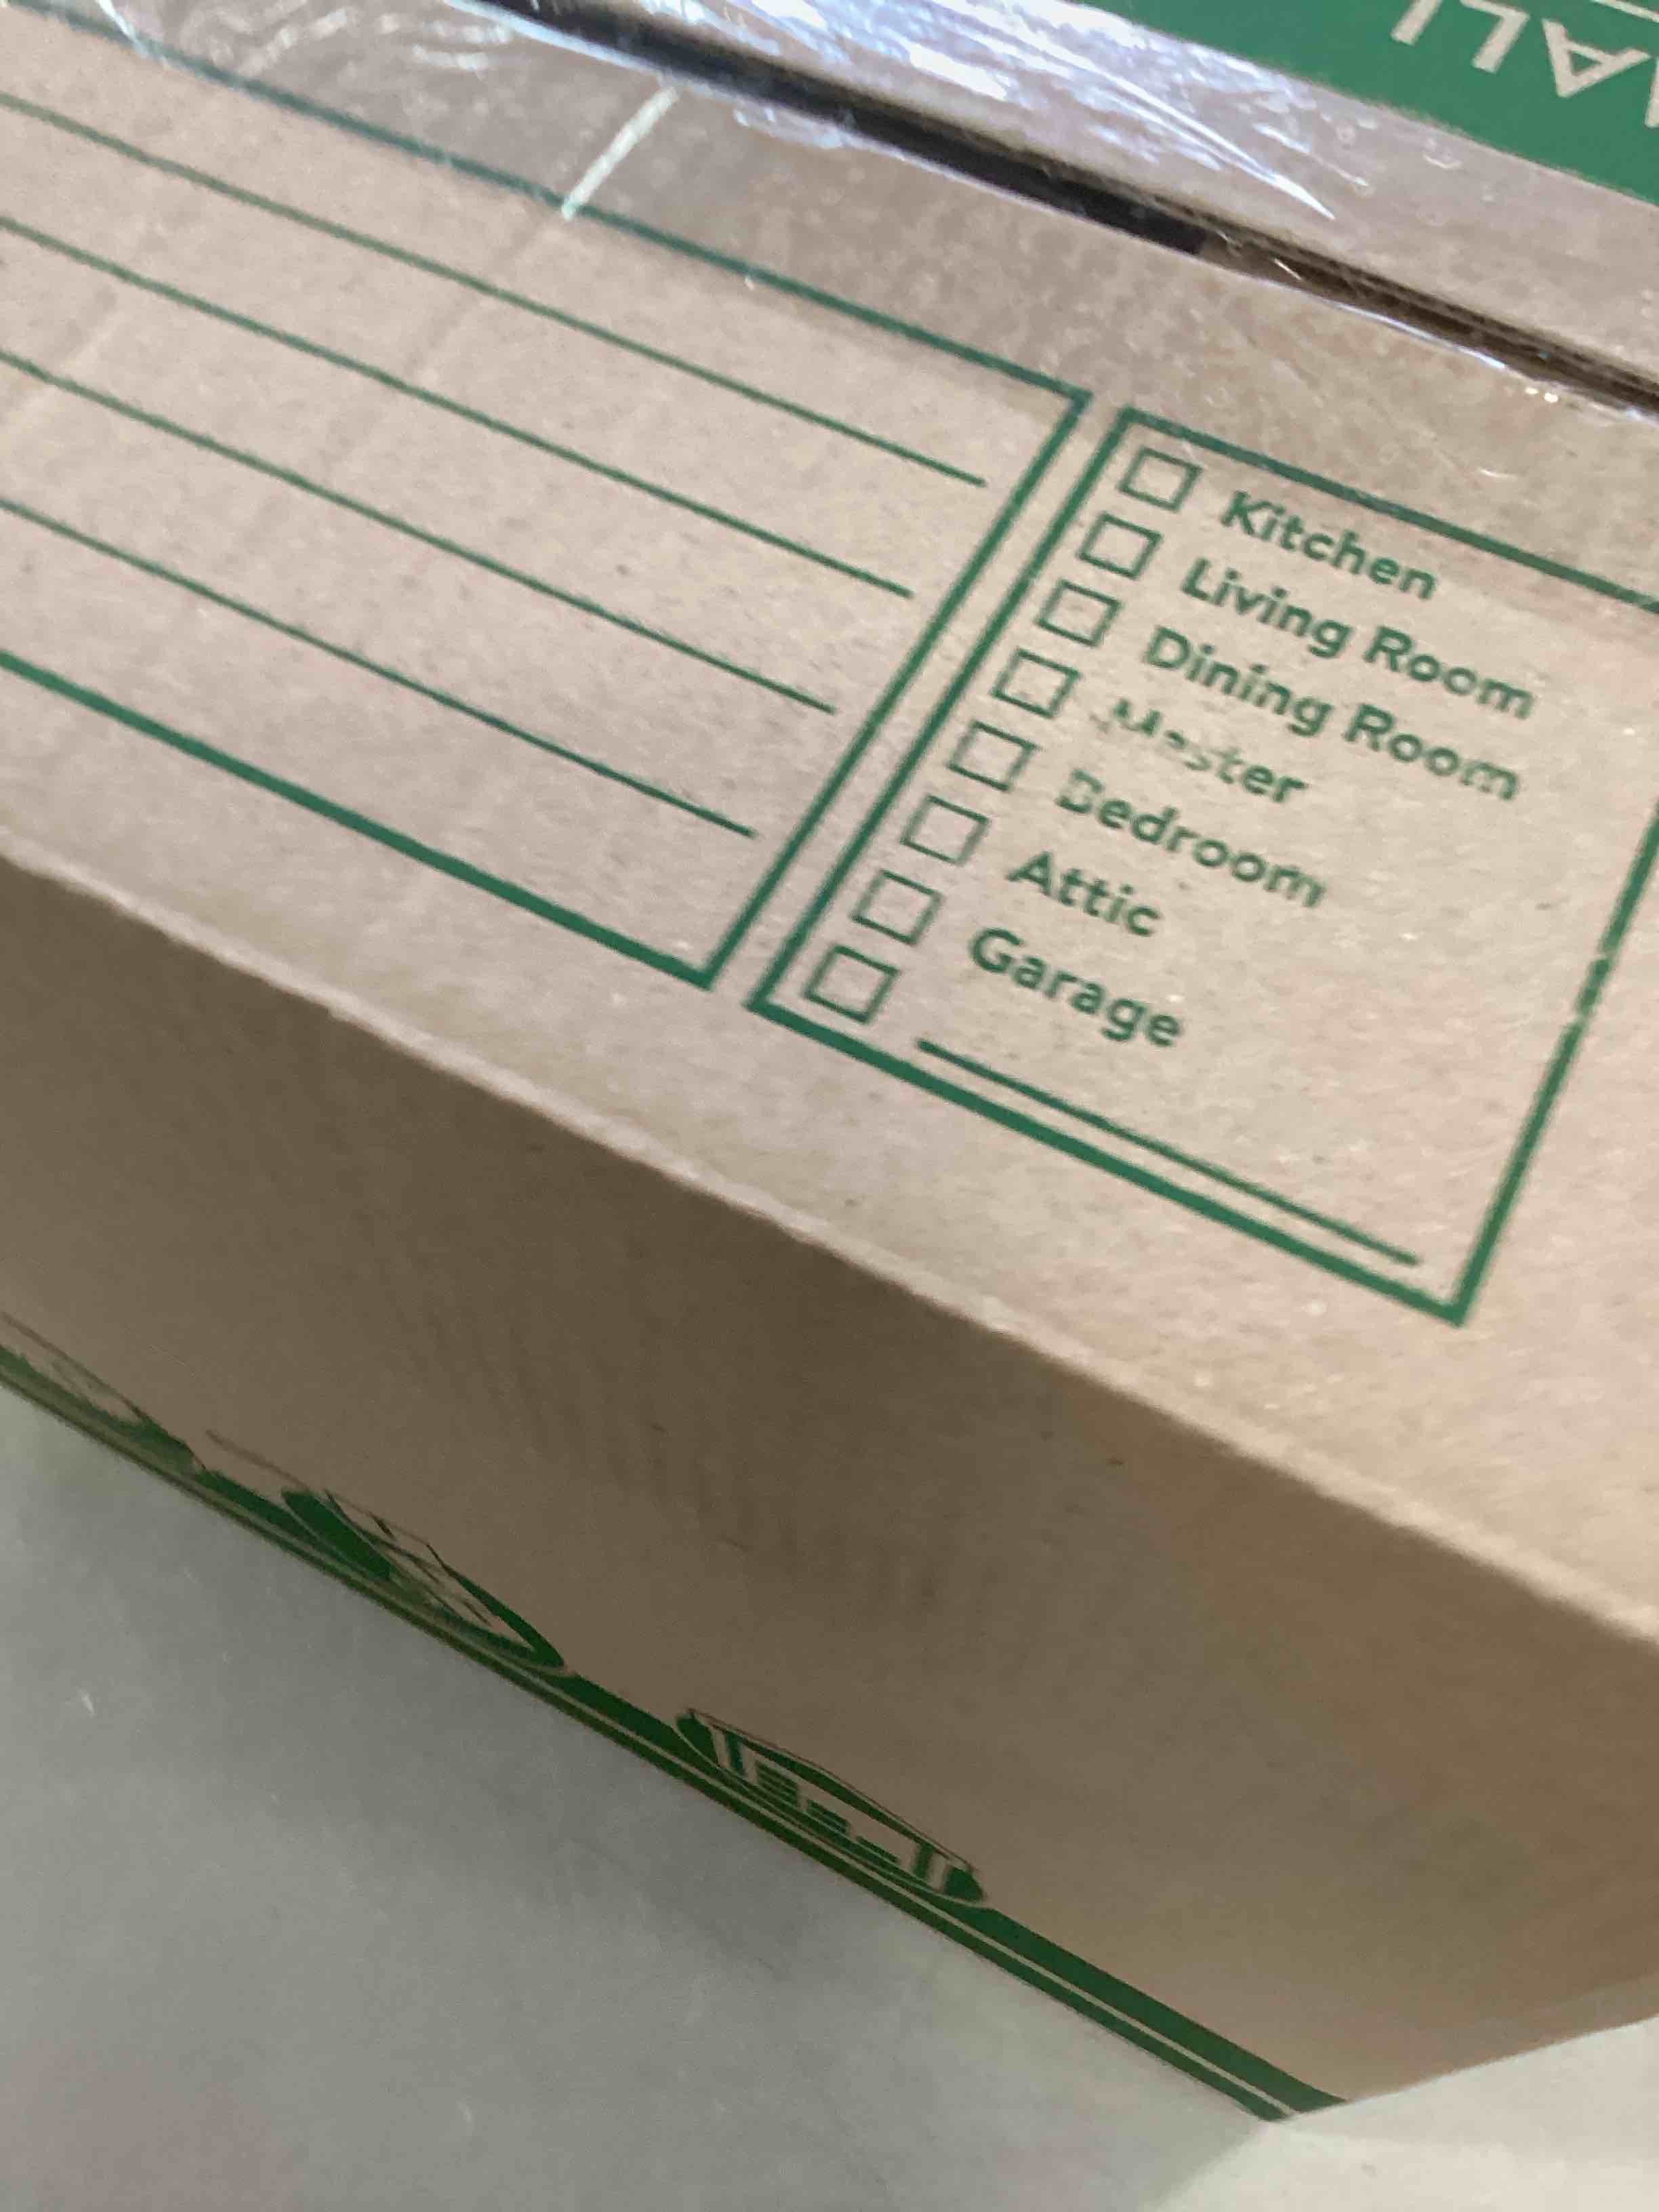 Kitchen
Living Room
Dining Room
Master
Bedroom
Attic
Garage